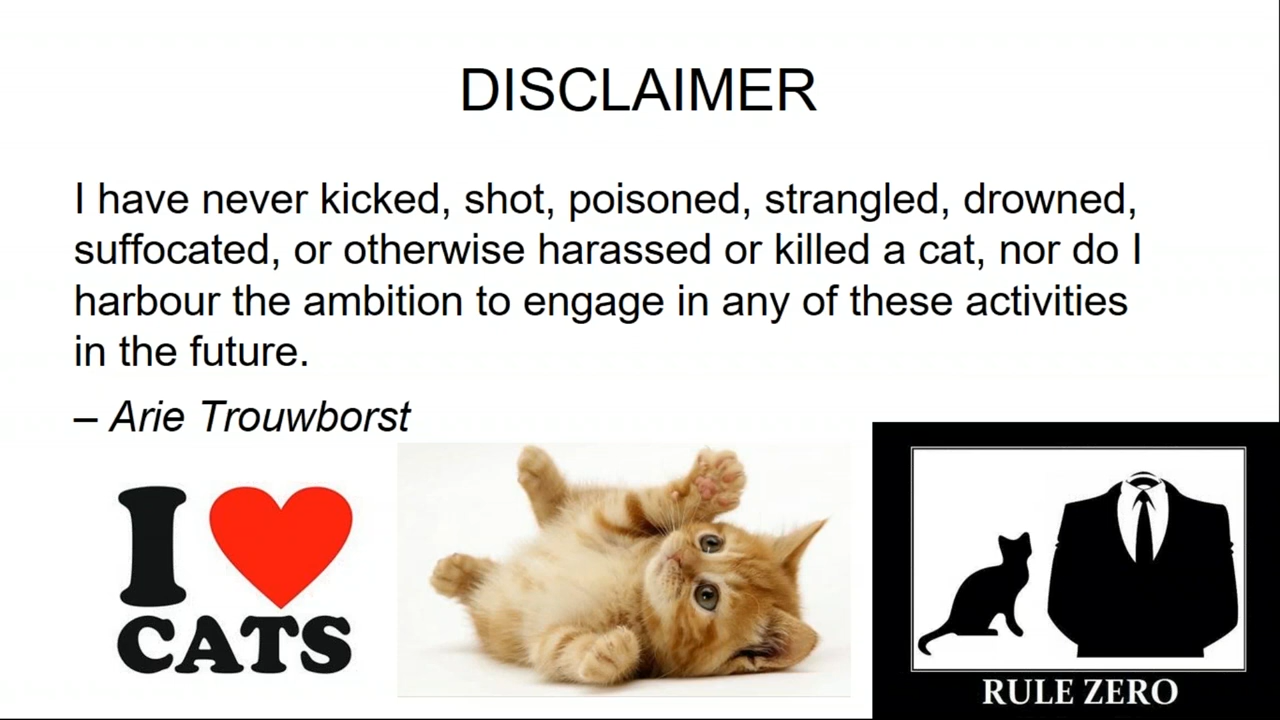 DISCLAIMER
I have never kicked, shot, poisoned, strangled, drowned,
suffocated, or otherwise harassed or killed a cat, nor do I
harbour the ambition to engage in any of these activities
in the future.
– Arie Trouwborst
I
CATS
RULE ZERO